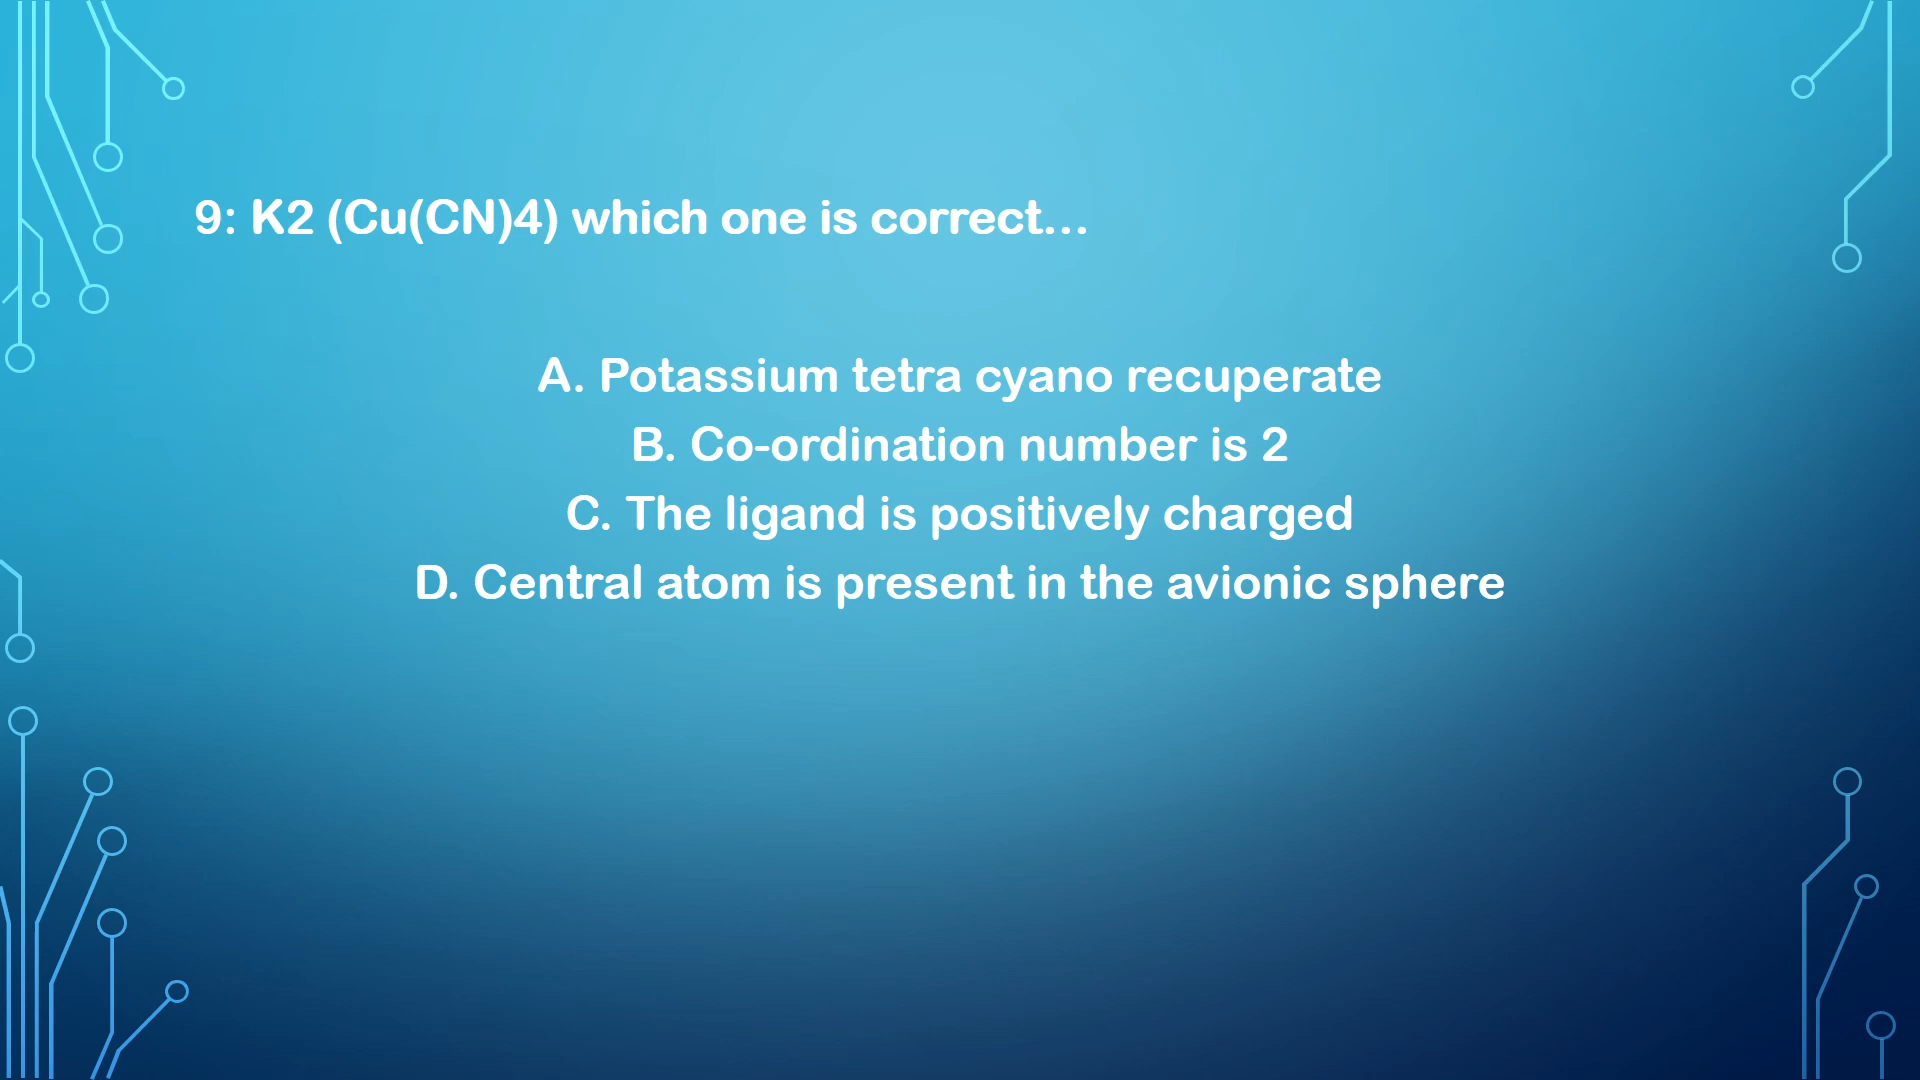 9: K2 (Cu(CN)4) which one is correct...
A. Potassium tetra cyano recuperate
B. Co-ordination number is 2
C. The ligand is positively charged
D. Central atom is present in the avionic sphere